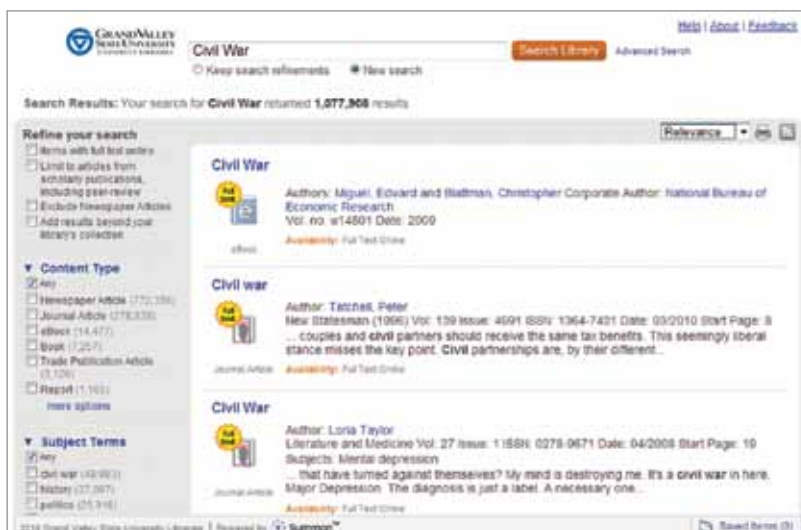 Help | About | Feedback
GRAND VALLEY
STATE UNIVERSITY
UNIVERSITY LIBRARIES
Civil War
Search Library
Advanced Search
Keep search refinements
New search
Search Results: Your search for Civil War returned 1,077,908 results
Relevance
Refine your search
Items with full text online
Limit to articles from
scholarly publications,
including peer-review
Exclude Newspaper Articles
Add results beyond your
library's collection
Content Type
Any
Newspaper Article
Journal Article
eBook (14,477)
Book (7,257)
Trade Publication Article
Report
more options
Subject Terms
Any
civil war
history
politics
Civil War
Authors: Miguel, Edward and Blattman, Christopher Corporate Author: National Bureau of
Economic Research
Vol. no. w14801 Date: 2009
eBook
Availability: Full Text Online
Civil war
Author: Tatchell, Peter
New Statesman (1996) Vol: 139 Issue: 4991 ISSN: 1364-7431 Date: 03/2010 Start Page: 8
... couples and civil partners should receive the same tax benefits. This seemingly liberal
stance misses the key point. Civil partnerships are, by their different...
Journal Article
Availability: Full Text Online
Civil War
Author: Loria Taylor
Literature and Medicine Vol: 27 Issue: 1 ISSN: 0278-9671 Date: 04/2008 Start Page: 19
Subjects: Mental depression
... that have turned against themselves? My mind is destroying me. It's a civil war in here.
Major Depression. The diagnosis is just a label. A necessary one...
Journal Article
Availability: Full Text Online
Grand Valley State University Libraries | Powered by Summon™
Saved Items (0)